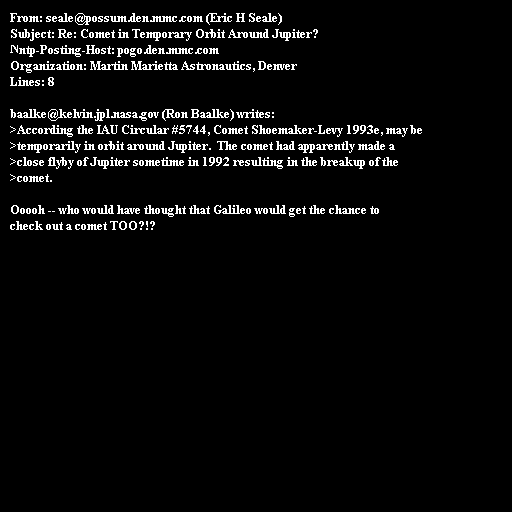 From: seale@possum.den.mmc.com (Eric H Seale)
Subject: Re: Comet in Temporary Orbit Around Jupiter?
Nntp-Posting-Host: pogo.den.mmc.com
Organization: Martin Marietta Astronautics, Denver
Lines: 8

baalke@kelvin.jpl.nasa.gov (Ron Baalke) writes:
>According the IAU Circular #5744, Comet Shoemaker-Levy 1993e, may be
>temporarily in orbit around Jupiter.  The comet had apparently made a
>close flyby of Jupiter sometime in 1992 resulting in the breakup of the
>comet.

Ooooh -- who would have thought that Galileo would get the chance to
check out a comet TOO?!?